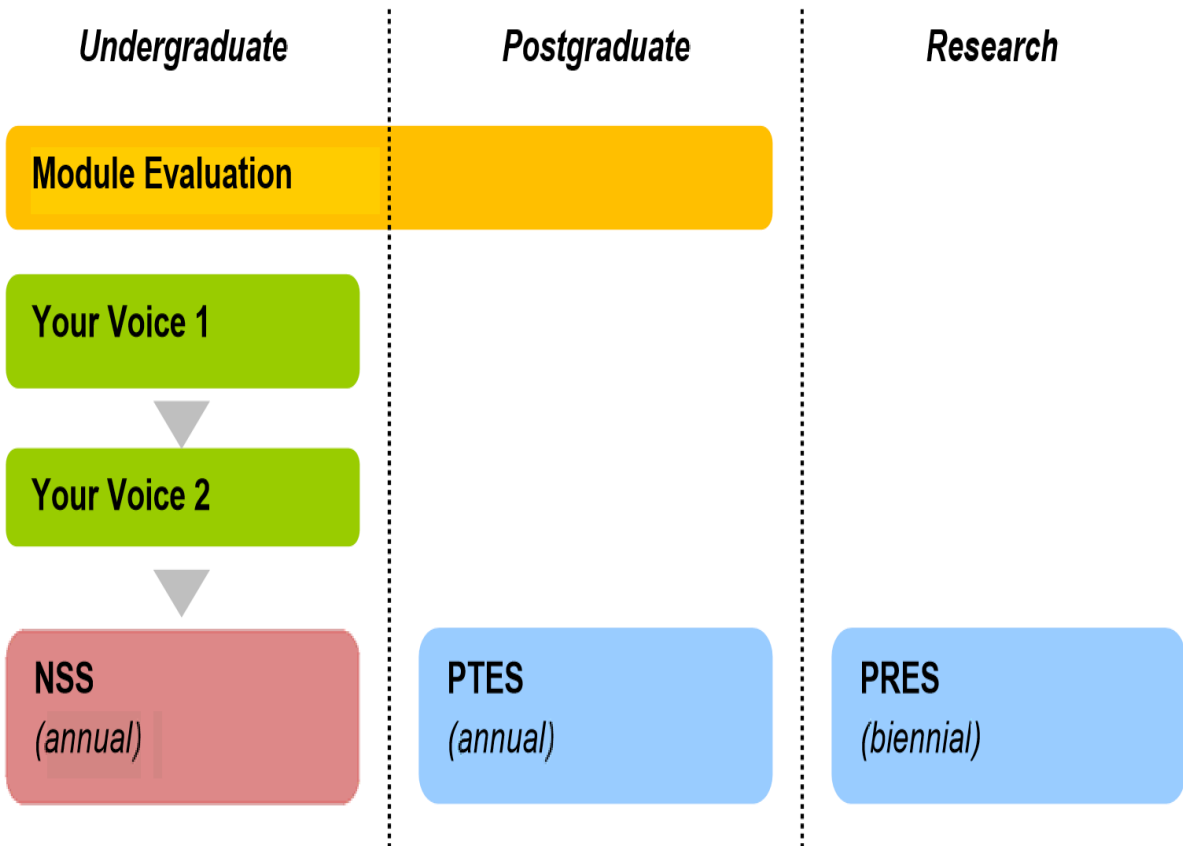 Undergraduate
Postgraduate
Research
Module Evaluation
Your Voice 1
Your Voice 2
NSS
(annual)
PTES
(annual)
PRES
(biennial)